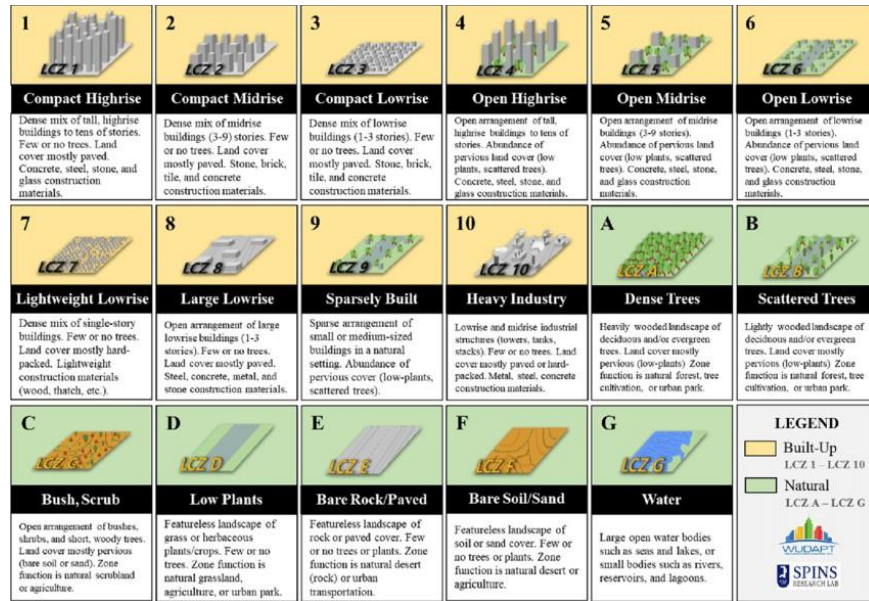 1
LCZ 1
Compact Highrise
Dense mix of tall, highrise
buildings to tens of stories.
Few or no trees. Land
cover mostly paved.
Concrete, steel, stone, and
glass construction
materials.
2
LCZ 2
Compact Midrise
Dense mix of midrise
buildings (3-9) stories. Few
or no trees. Land cover
mostly paved. Stone, brick,
tile, and concrete
construction materials.
3
LCZ 3
Compact Lowrise
Dense mix of lowrise
buildings (1-3 stories). Few
or no trees. Land cover
mostly paved. Stone, brick,
tile, and concrete
construction materials.
4
LCZ 4
Open Highrise
Open arrangement of tall,
highrise buildings to tens of
stories. Abundance of
pervious land cover (low
plants, scattered trees).
Concrete, steel, stone, and
glass construction materials.
5
LCZ 5
Open Midrise
Open arrangement of midrise
buildings (3-9 stories).
Abundance of pervious land
cover (low plants, scattered
trees). Concrete, steel, stone,
and glass construction
materials.
6
LCZ 6
Open Lowrise
Open arrangement of lowrise
buildings (1-3 stories).
Abundance of pervious land
cover (low plants, scattered
trees). Concrete, steel, stone,
and glass construction
materials.
7
LCZ 7
Lightweight Lowrise
Dense mix of single-story
buildings. Few or no trees.
Land cover mostly hard-
packed. Lightweight
construction materials
(wood, thatch, etc.).
8
LCZ 8
Large Lowrise
Open arrangement of large
lowrise buildings (1-3
stories). Few or no trees.
Land cover mostly paved.
Steel, concrete, metal, and
stone construction materials.
9
LCZ 9
Sparsely Built
Sparse arrangement of
small or medium-sized
buildings in a natural
setting. Abundance of
pervious cover (low-plants,
scattered trees).
10
LCZ 10
Heavy Industry
Lowrise and midrise industrial
structures (towers, tanks,
stacks). Few or no trees. Land
cover mostly paved or hard-
packed. Metal, steel, concrete
construction materials.
A
LCZ A
Dense Trees
Heavily wooded landscape of
deciduous and/or evergreen
trees. Land cover mostly
pervious (low-plants) Zone
function is natural forest, tree
cultivation, or urban park.
B
LCZ B
Scattered Trees
Lightly wooded landscape of
deciduous and/or evergreen
trees. Land cover mostly
pervious (low-plants) Zone
function is natural forest, tree
cultivation, or urban park.
C
LCZ C
Bush, Scrub
Open arrangement of bushes,
shrubs, and short, woody trees.
Land cover mostly pervious
(bare soil or sand). Zone
function is natural scrubland
or agriculture.
D
LCZ D
Low Plants
Featureless landscape of
grass or herbaceous
plants/crops. Few or no
trees. Zone function is
natural grassland,
agriculture, or urban park.
E
LCZ E
Bare Rock/Paved
Featureless landscape of
rock or paved cover. Few
or no trees or plants. Zone
function is natural desert
(rock) or urban
transportation.
F
LCZ F
Bare Soil/Sand
Featureless landscape of
soil or sand cover. Few or
no trees or plants. Zone
function is natural desert or
agriculture.
G
LCZ G
Water
Large open water bodies
such as seas and lakes, or
small bodies such as rivers,
reservoirs, and lagoons.
LEGEND
Built-Up
LCZ 1 – LCZ 10
Natural
LCZ A – LCZ G
WUDAPT
SPINS
RESEARCH LAB